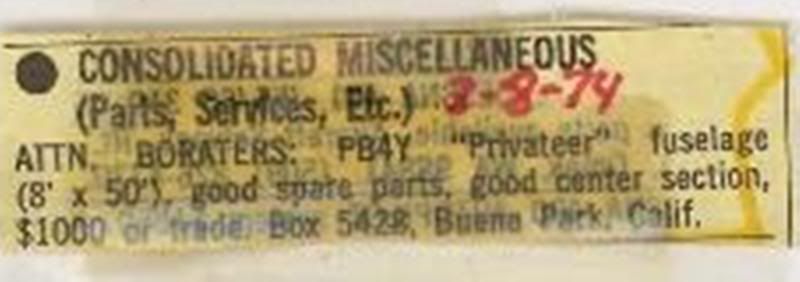 CONSOLIDATED MISCELLANEOUS
(Parts, Services, Etc.) 3-8-74
ATTN. BORATERS: PB4Y "Privateer" fuselage
(8' x 50'), good spare parts, good center section,
$1000 or trade. Box 5428, Buena Park, Calif.